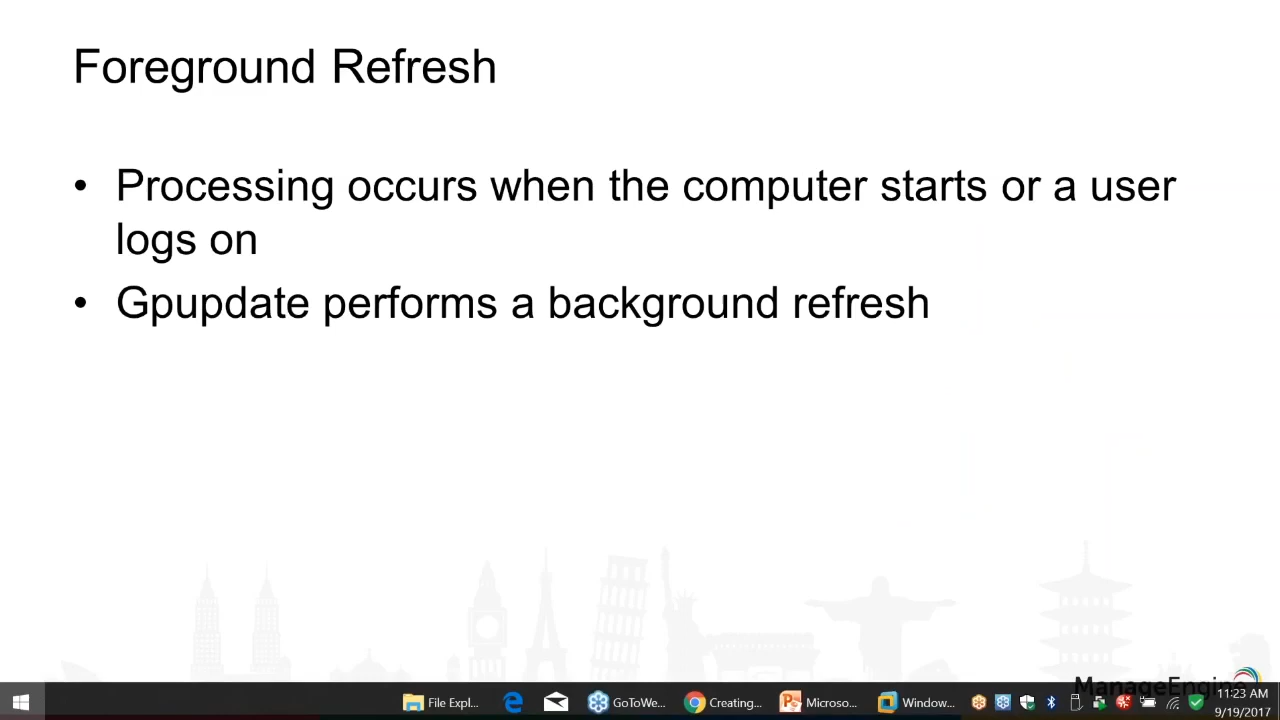 Foreground Refresh
• Processing occurs when the computer starts or a user
logs on
• Gpupdate performs a background refresh
ManageEngine
File Expl...
GoToWe...
Creating...
Microso...
Window...
11:23 AM
9/19/2017